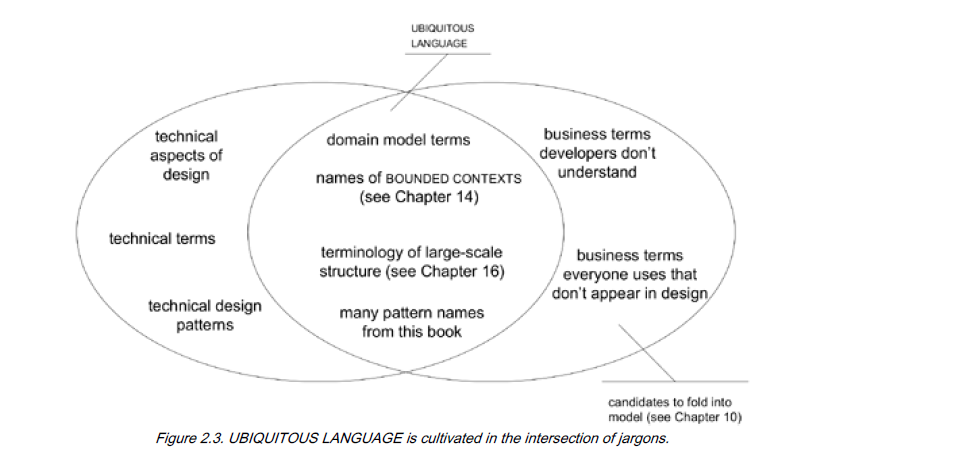 UBIQUITOUS
LANGUAGE
technical
aspects of
design
technical terms
technical design
patterns
domain model terms
names of BOUNDED CONTEXTS
(see Chapter 14)
terminology of large-scale
structure (see Chapter 16)
many pattern names
from this book
business terms
developers don't
understand
business terms
everyone uses that
don't appear in design
candidates to fold into
model (see Chapter 10)
Figure 2.3. UBIQUITOUS LANGUAGE is cultivated in the intersection of jargons.